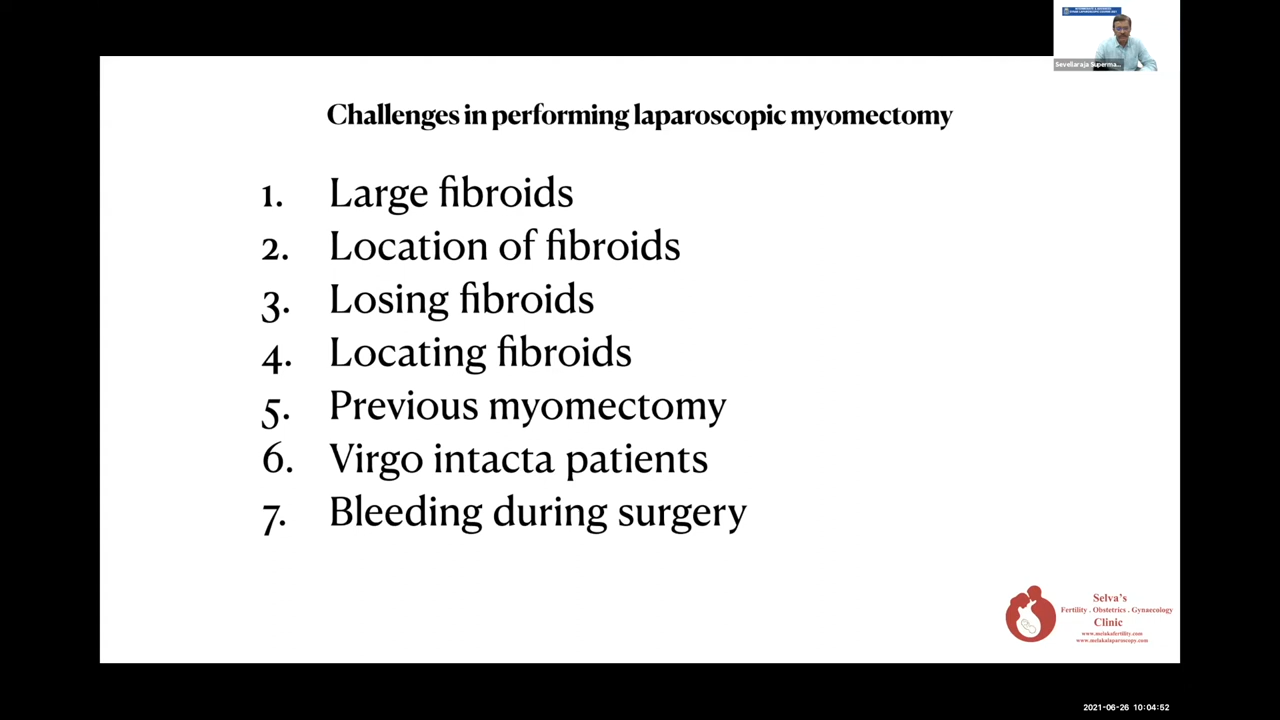 Sevellaraja Superma...
Challenges in performing laparoscopic myomectomy
1. Large fibroids
2. Location of fibroids
3. Losing fibroids
4. Locating fibroids
5. Previous myomectomy
6. Virgo intacta patients
7. Bleeding during surgery
Selva's
Fertility . Obstetrics . Gynaecology
Clinic
www.melakafertility.com
www.melakalaparoscopy.com
2021-06-26 10:04:52